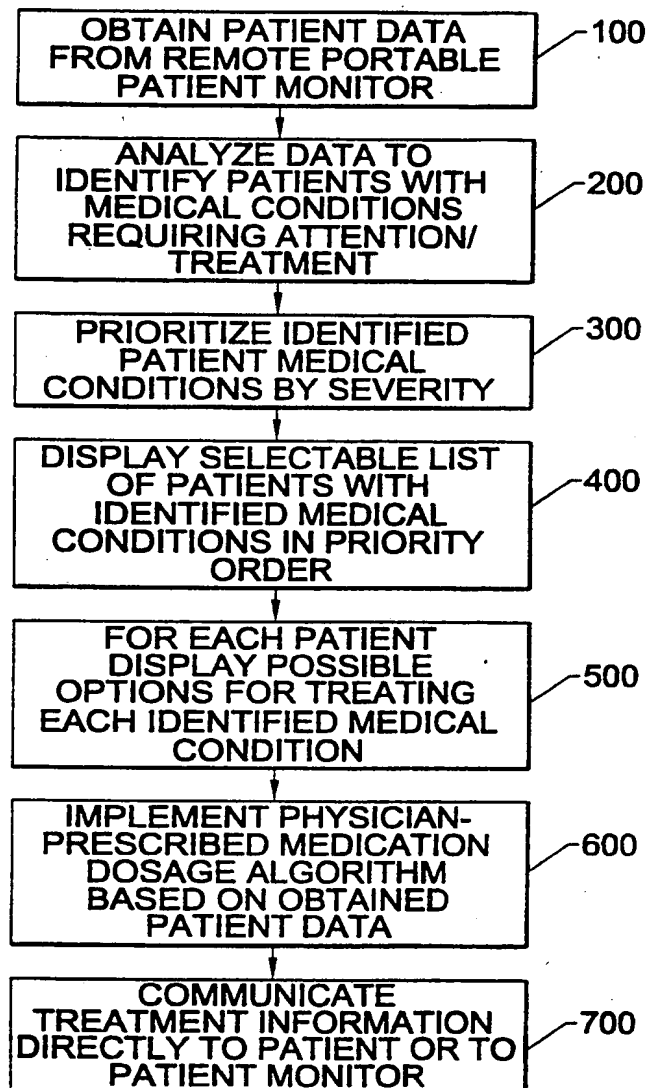 OBTAIN PATIENT DATA
FROM REMOTE PORTABLE
PATIENT MONITOR
100
ANALYZE DATA TO
IDENTIFY PATIENTS WITH
MEDICAL CONDITIONS
REQUIRING ATTENTION/
TREATMENT
200
PRIORITIZE IDENTIFIED
PATIENT MEDICAL
CONDITIONS BY SEVERITY
300
DISPLAY SELECTABLE LIST
OF PATIENTS WITH
IDENTIFIED MEDICAL
CONDITIONS IN PRIORITY
ORDER
400
FOR EACH PATIENT
DISPLAY POSSIBLE
OPTIONS FOR TREATING
EACH IDENTIFIED MEDICAL
CONDITION
500
IMPLEMENT PHYSICIAN-
PRESCRIBED MEDICATION
DOSAGE ALGORITHM
BASED ON OBTAINED
PATIENT DATA
600
COMMUNICATE
TREATMENT INFORMATION
DIRECTLY TO PATIENT OR TO
PATIENT MONITOR
700